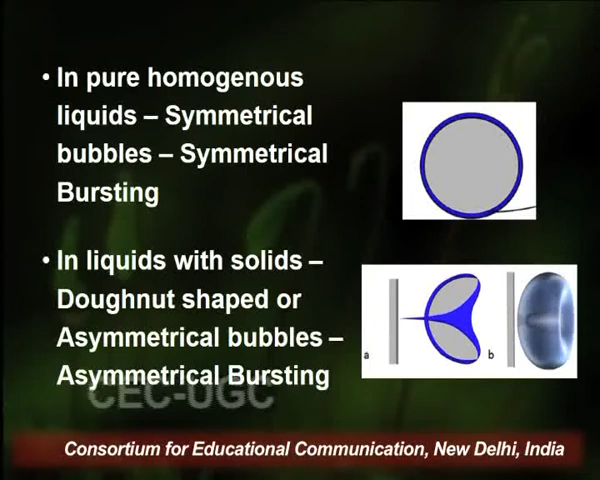 • In pure homogenous
liquids – Symmetrical
bubbles – Symmetrical
Bursting
• In liquids with solids –
Doughnut shaped or
Asymmetrical bubbles –
Asymmetrical Bursting
a
b
CEC-UGC
Consortium for Educational Communication, New Delhi, India